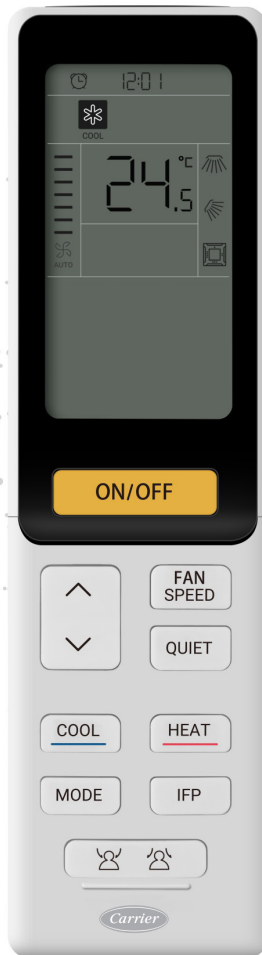 12:01
COOL
24.5 °C
AUTO
ON/OFF
FAN
SPEED
QUIET
COOL
HEAT
MODE
IFP
Carrier